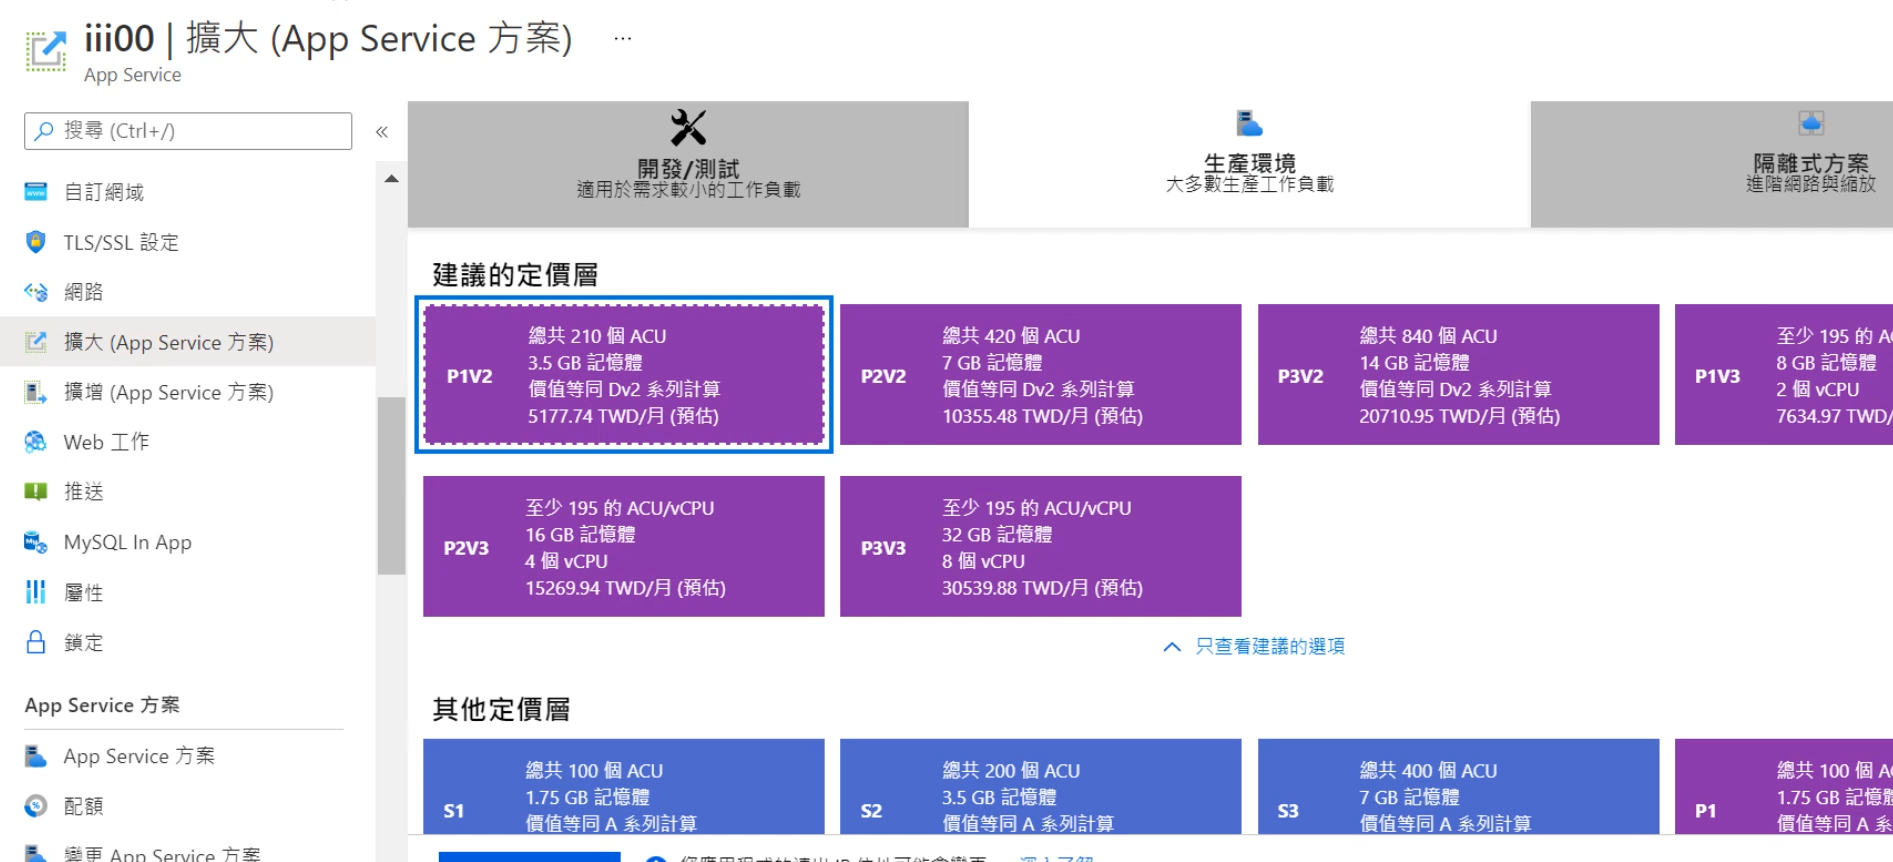 iii00 | 擴大 (App Service 方案) ...
App Service
搜尋 (Ctrl+/)
«
自訂網域
TLS/SSL 設定
網路
擴大 (App Service 方案)
擴增 (App Service 方案)
Web 工作
推送
MySQL In App
屬性
鎖定
App Service 方案
App Service 方案
配額
變更 App Service 方案
開發/測試
適用於需求較小的工作負載
生產環境
大多數生產工作負載
隔離式方案
進階網路與縮放
建議的定價層
P1V2
總共 210 個 ACU
3.5 GB 記憶體
價值等同 Dv2 系列計算
5177.74 TWD/月 (預估)
P2V2
總共 420 個 ACU
7 GB 記憶體
價值等同 Dv2 系列計算
10355.48 TWD/月 (預估)
P3V2
總共 840 個 ACU
14 GB 記憶體
價值等同 Dv2 系列計算
20710.95 TWD/月 (預估)
P1V3
至少 195 的
8 GB 記憶體
2 個 vCPU
7634.97 TWD/
P2V3
至少 195 的 ACU/vCPU
16 GB 記憶體
4 個 vCPU
15269.94 TWD/月 (預估)
P3V3
至少 195 的 ACU/vCPU
32 GB 記憶體
8 個 vCPU
30539.88 TWD/月 (預估)
只查看建議的選項
其他定價層
S1
總共 100 個 ACU
1.75 GB 記憶體
價值等同 A 系列計算
S2
總共 200 個 ACU
3.5 GB 記憶體
價值等同 A 系列計算
S3
總共 400 個 ACU
7 GB 記憶體
價值等同 A 系列計算
P1
總共 100 個
1.75 GB 記憶體
價值等同 A 系